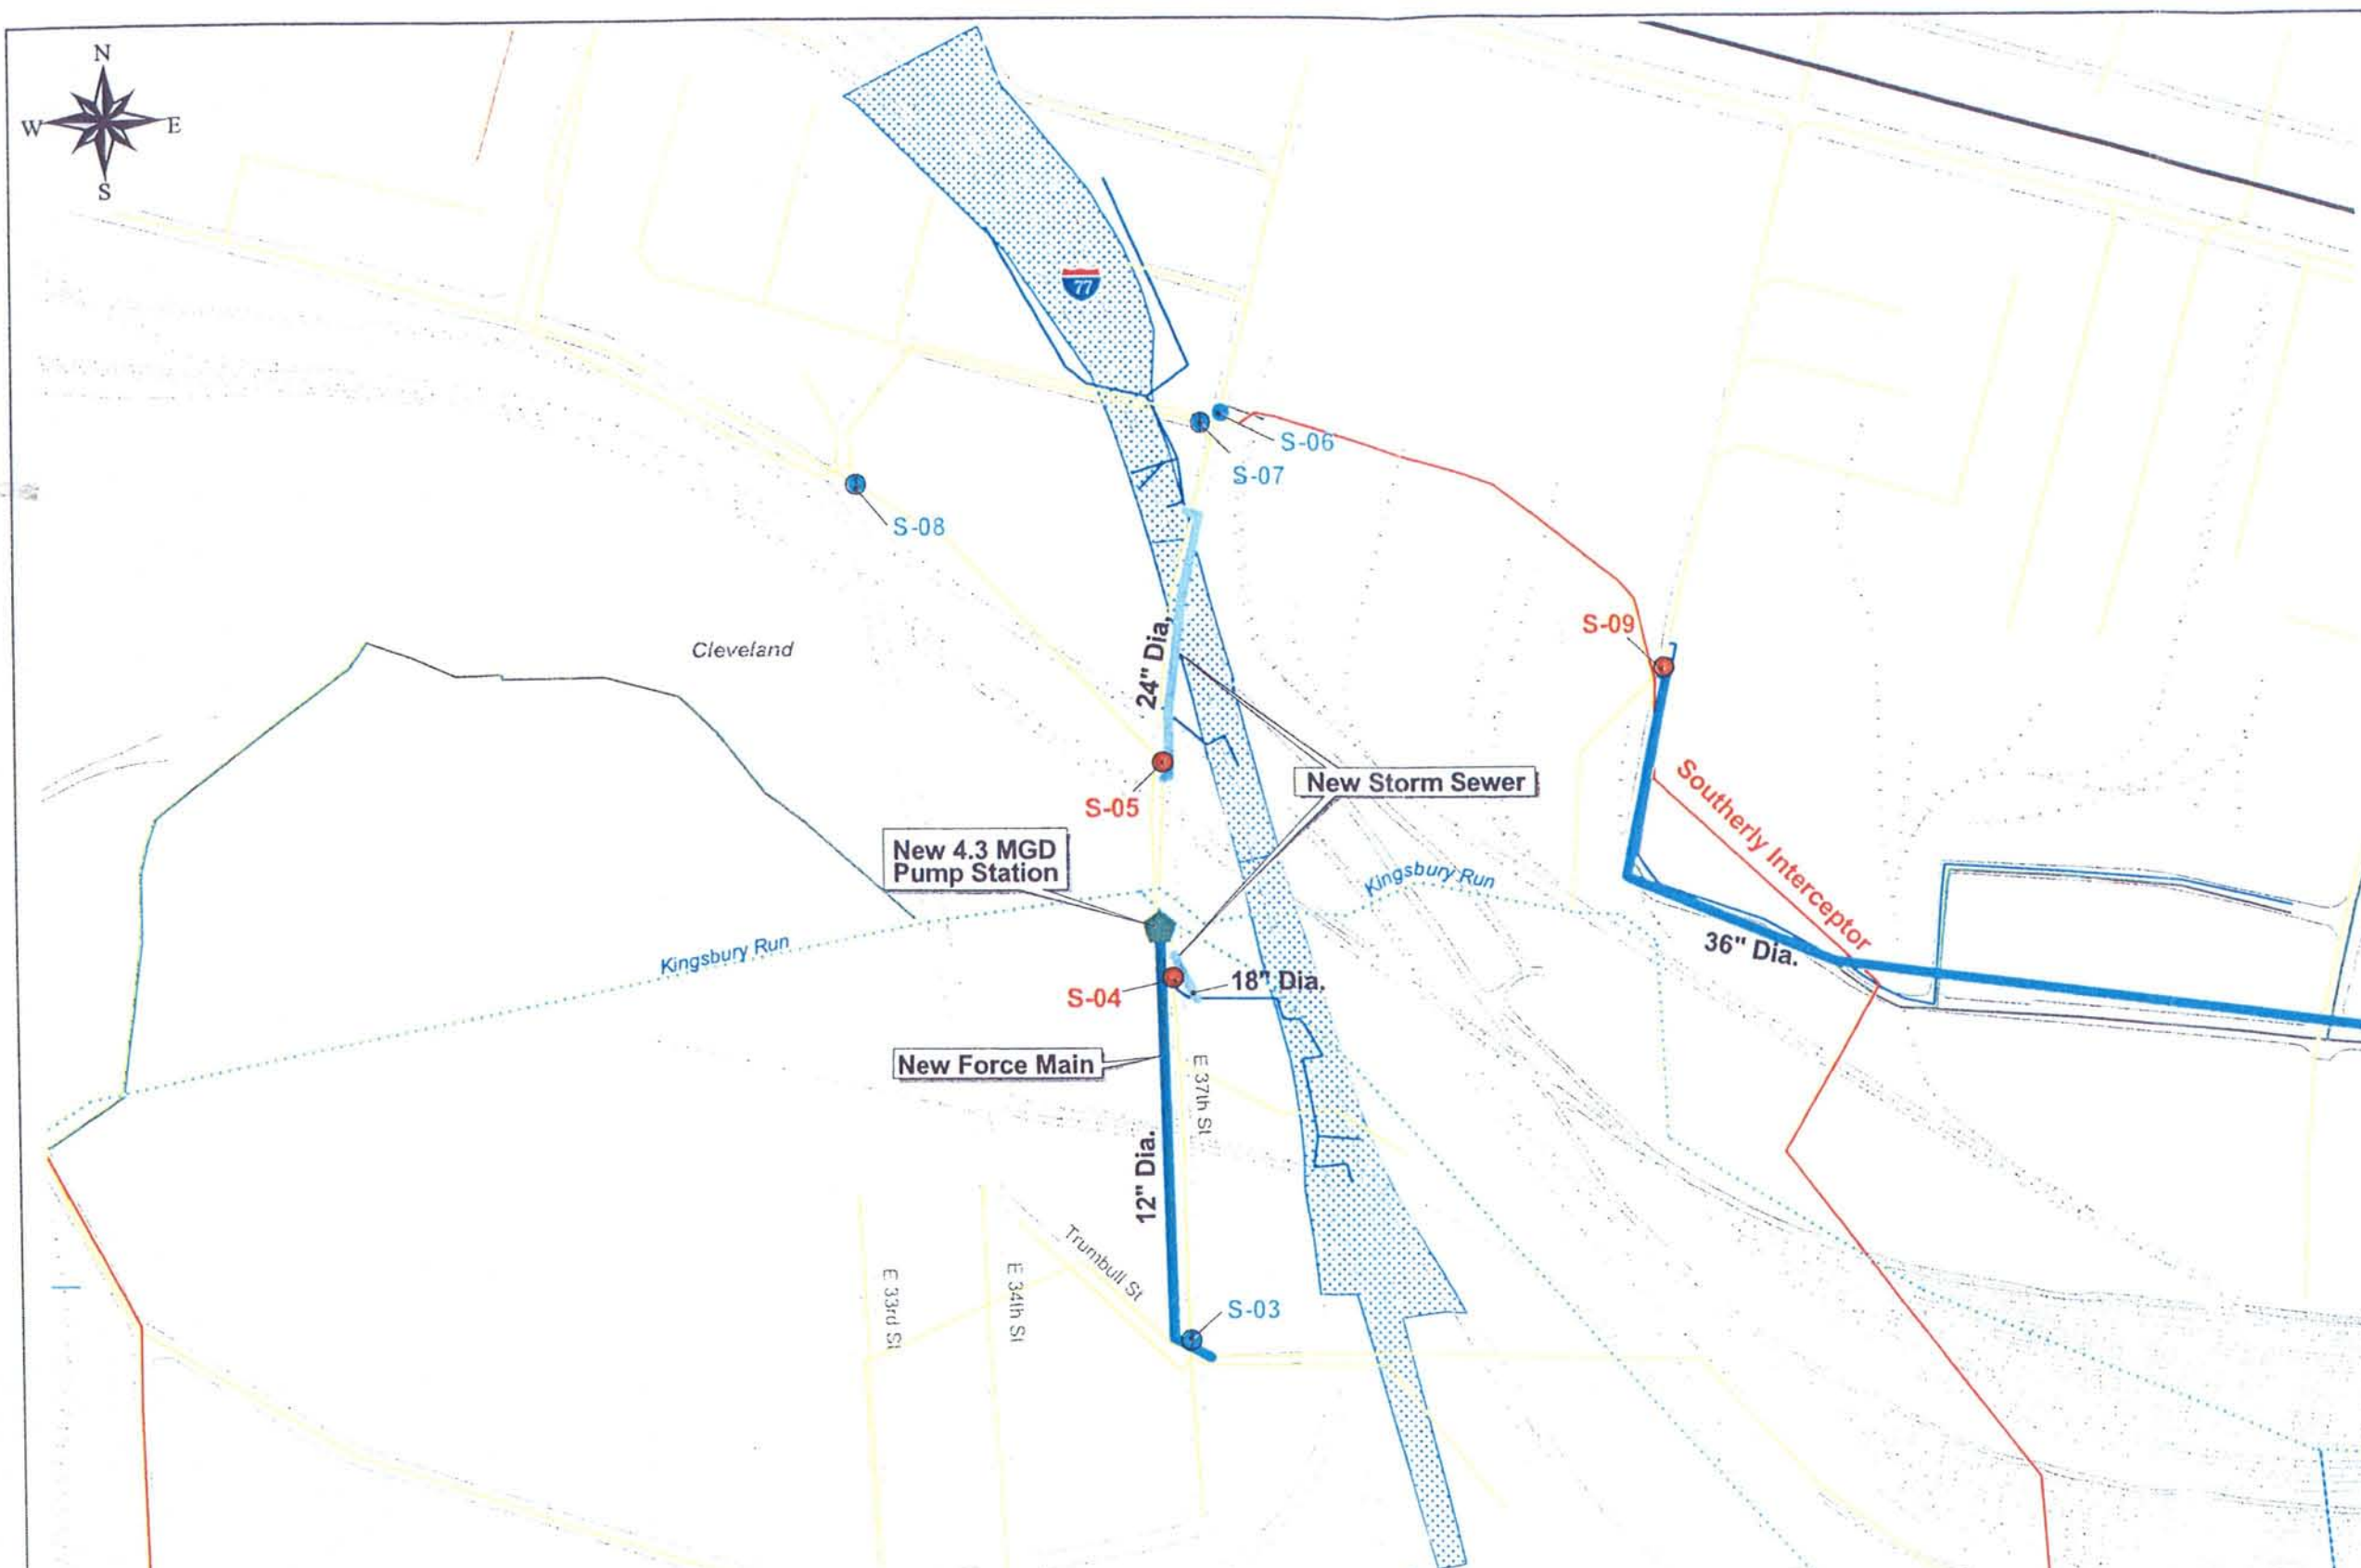 N
W E
S
77
S-06
S-07
S-08
S-09
24" Dia,
Cleveland
New Storm Sewer
S-05
Southerly Interceptor
New 4.3 MGD
Pump Station
Kingsbury Run
Kingsbury Run
36" Dia.
18" Dia.
S-04
New Force Main
E 37th St
12" Dia.
Trumbull St
E 33rd St
E 34th St
S-03